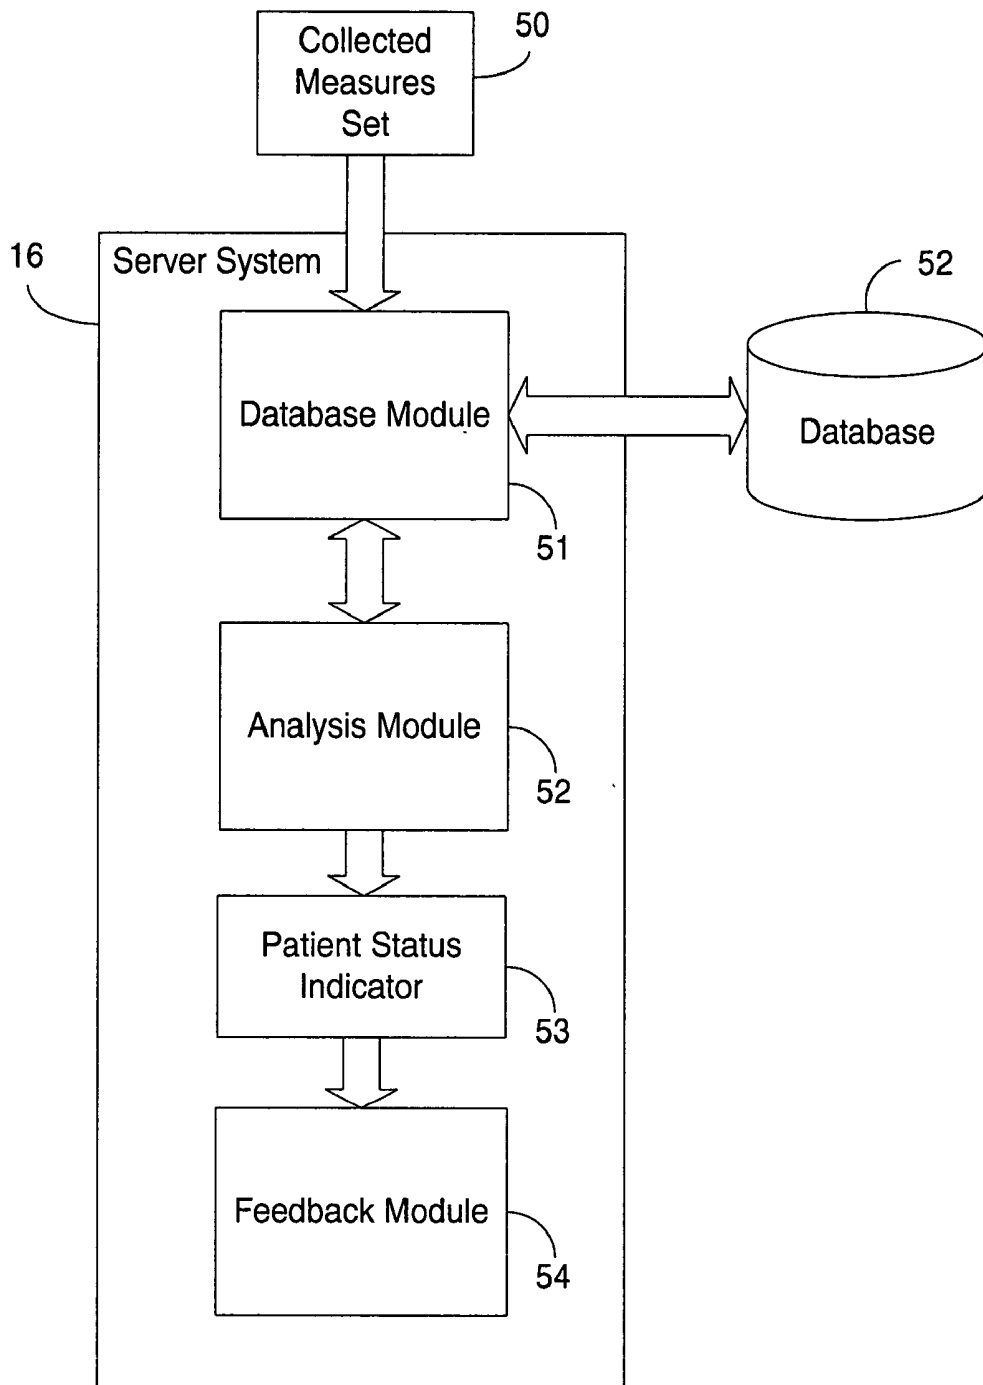 Collected
Measures
Set
50
16
Server System
52
Database Module
Database
51
Analysis Module
52
Patient Status
Indicator
53
Feedback Module
54